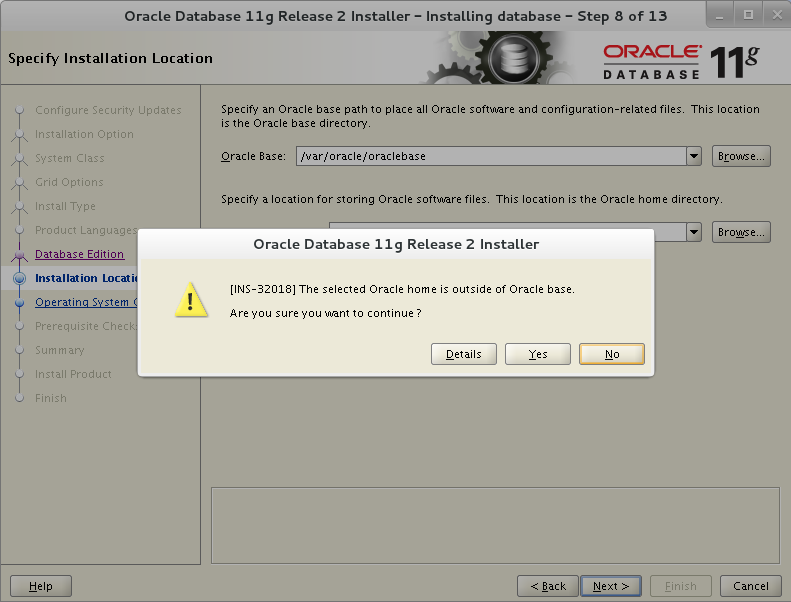 Oracle Database 11g Release 2 Installer - Installing database - Step 8 of 13
Specify Installation Location
ORACLE
DATABASE
11g
Configure Security Updates
Installation Option
System Class
Grid Options
Install Type
Product Languages
Database Edition
Installation Locatio
Operating System
Prerequisite Check
Summary
Install Product
Finish
Specify an Oracle base path to place all Oracle software and configuration-related files. This location
is the Oracle base directory.
Oracle Base: /var/oracle/oraclebase Browse...
Specify a location for storing Oracle software files. This location is the Oracle home directory.
Browse...
Oracle Database 11g Release 2 Installer
[INS-32018] The selected Oracle home is outside of Oracle base.
Are you sure you want to continue?
Details Yes No
Help < Back Next > Finish Cancel